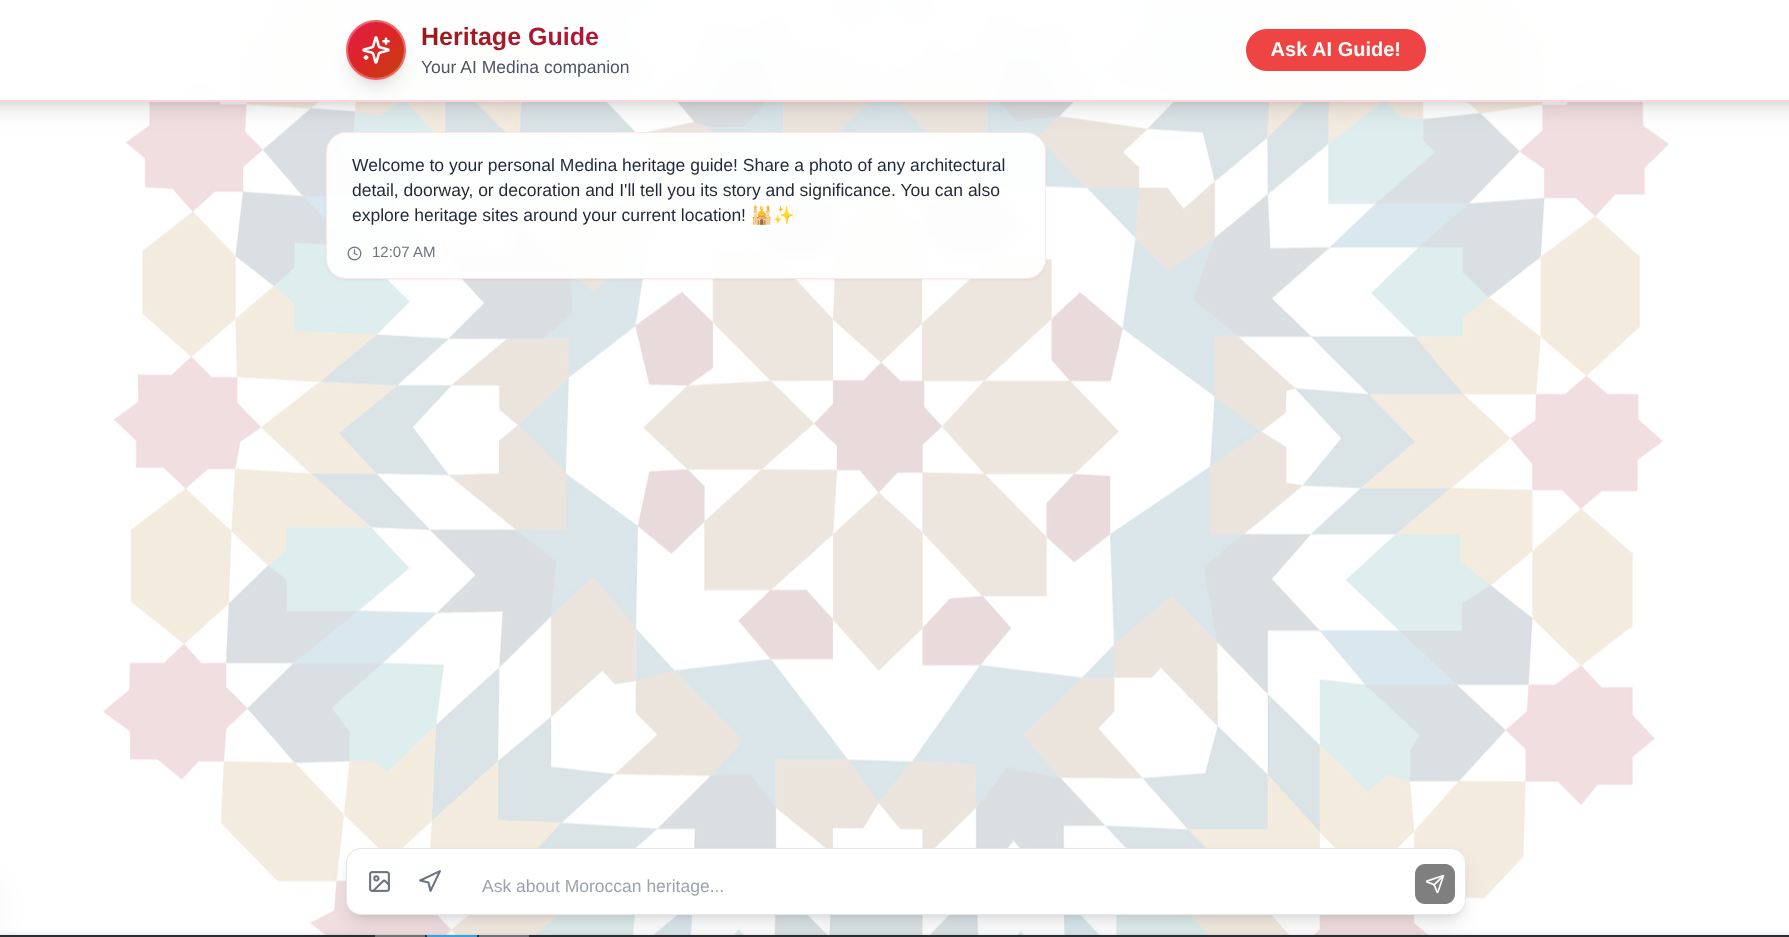 Heritage Guide
Your AI Medina companion
Ask AI Guide!
Welcome to your personal Medina heritage guide! Share a photo of any architectural
detail, doorway, or decoration and I'll tell you its story and significance. You can also
explore heritage sites around your current location! 🕌✨
12:07 AM
Ask about Moroccan heritage...